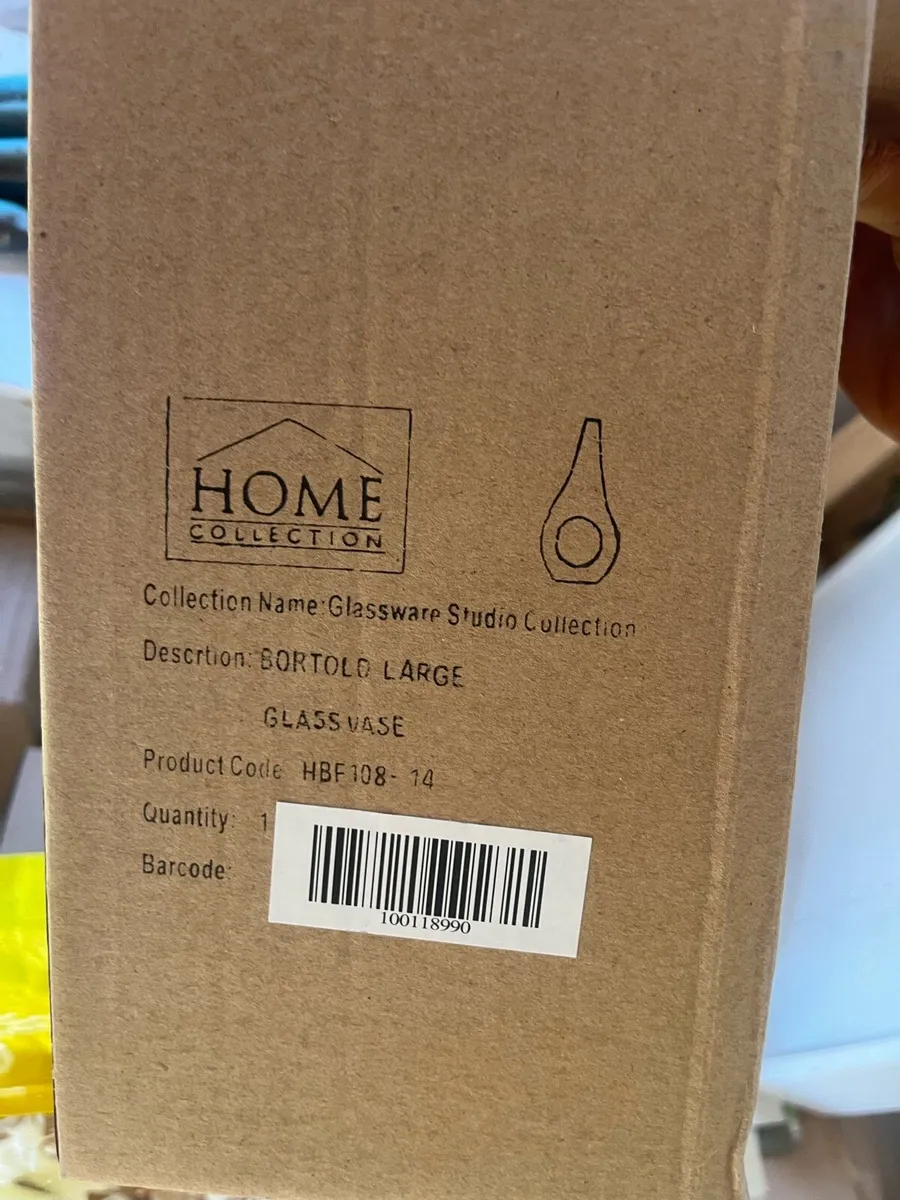 HOME
COLLECTION
Collection Name:Glassware Studio Collection
Descrtion: BORTOLO LARGE
GLASS VASE
Product Code HBF108- 14
Quantity: 1
Barcode:
100118990